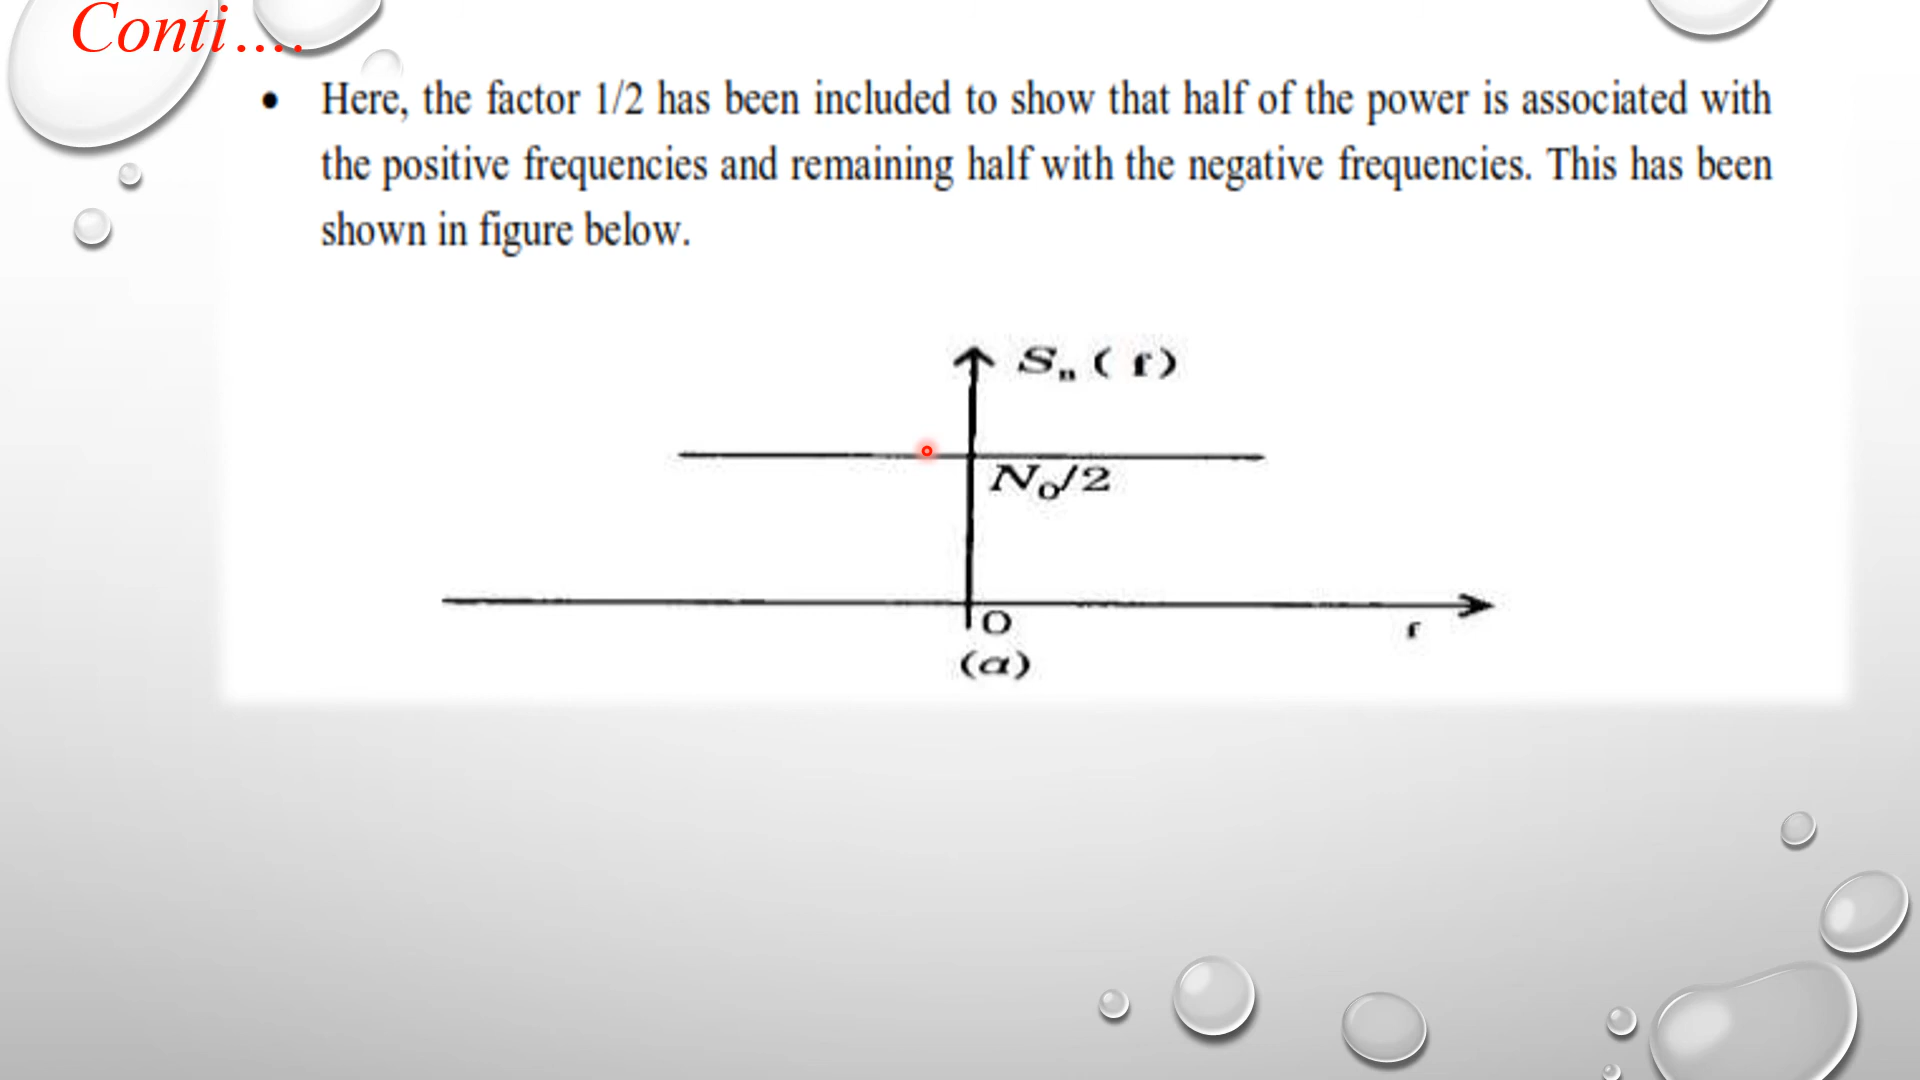 Conti....
• Here, the factor 1/2 has been included to show that half of the power is associated with
the positive frequencies and remaining half with the negative frequencies. This has been
shown in figure below.
Sn ( f )
N0/2
0
f
(a)